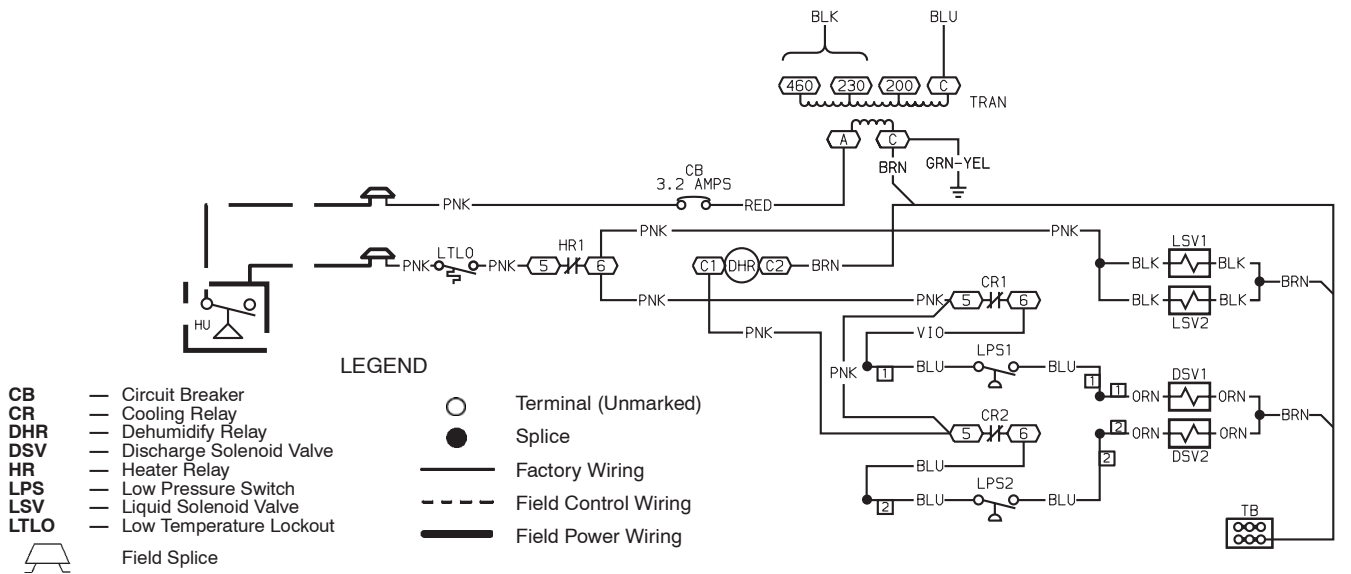 BLK BLU
460 230 200 C
TRAN
A C
BRN GRN-YEL
CB
3.2 AMPS
PNK RED
PNK PNK
LTLO HR1 LSV1
PNK PNK 5 6 C1 DHR C2 BRN BLK BLK
CR1 BRN
PNK PNK 5 6 BLK BLK
HU LSV2
PNK VIO
LEGEND
LPS1
PNK 1 BLU BLU 1 DSV1
1 ORN ORN
CB — Circuit Breaker
CR — Cooling Relay
DHR — Dehumidify Relay
DSV — Discharge Solenoid Valve
HR — Heater Relay
LPS — Low Pressure Switch
LSV — Liquid Solenoid Valve
LTLO — Low Temperature Lockout
Field Splice
Terminal (Unmarked)
Splice
Factory Wiring
Field Control Wiring
Field Power Wiring
CR2 BRN
5 6 2 ORN ORN
DSV2
BLU 2
LPS2
2 BLU BLU
TB